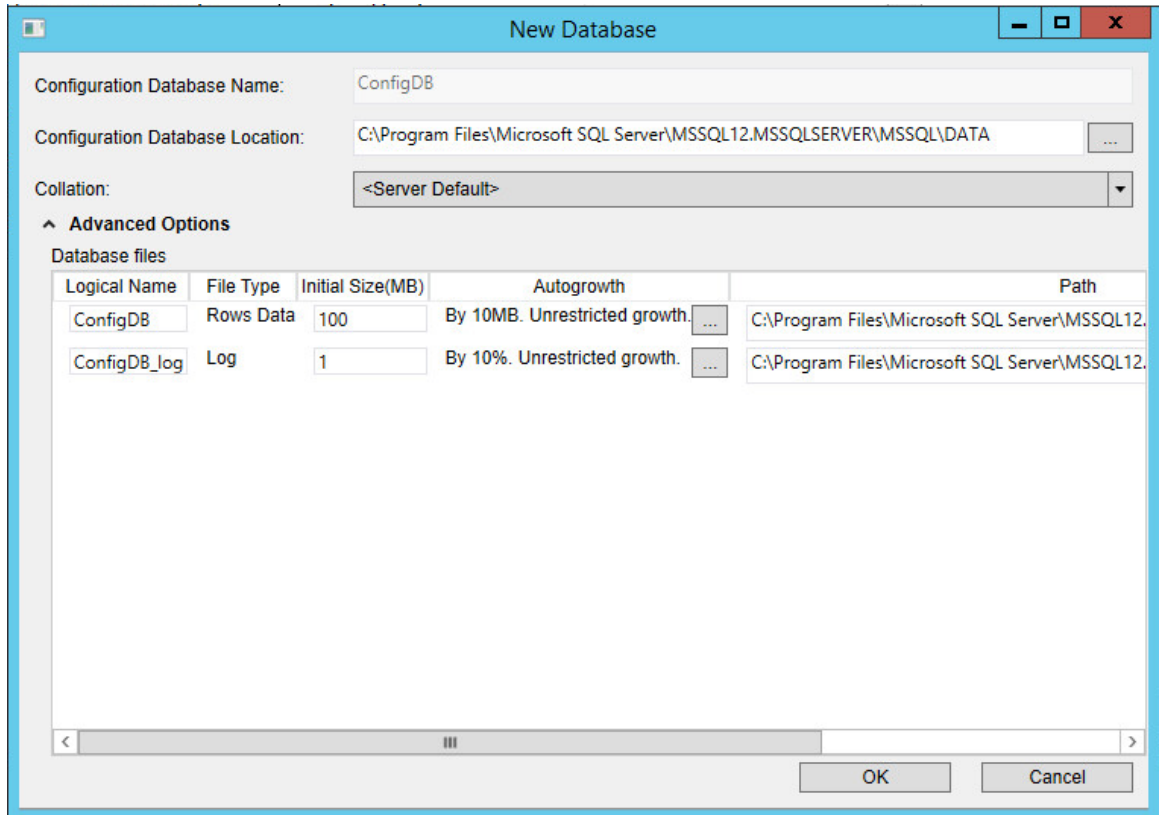 New Database
Configuration Database Name: ConfigDB
Configuration Database Location: C:\Program Files\Microsoft SQL Server\MSSQL12.MSSQLSERVER\MSSQL\DATA ...
Collation: <Server Default>
Advanced Options
Database files
Logical Name File Type Initial Size(MB) Autogrowth Path
ConfigDB Rows Data 100 By 10MB. Unrestricted growth. ... C:\Program Files\Microsoft SQL Server\MSSQL12.
ConfigDB_log Log 1 By 10%. Unrestricted growth. ... C:\Program Files\Microsoft SQL Server\MSSQL12.
OK Cancel